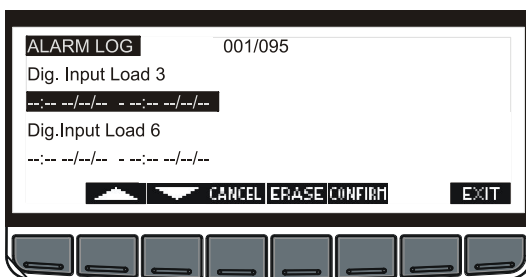 ALARM LOG 001/095
Dig. Input Load 3
--:-- --/--/-- - --:-- --/--/--
Dig.Input Load 6
--:-- --/--/-- - --:-- --/--/--
CANCEL ERASE CONFIRM EXIT